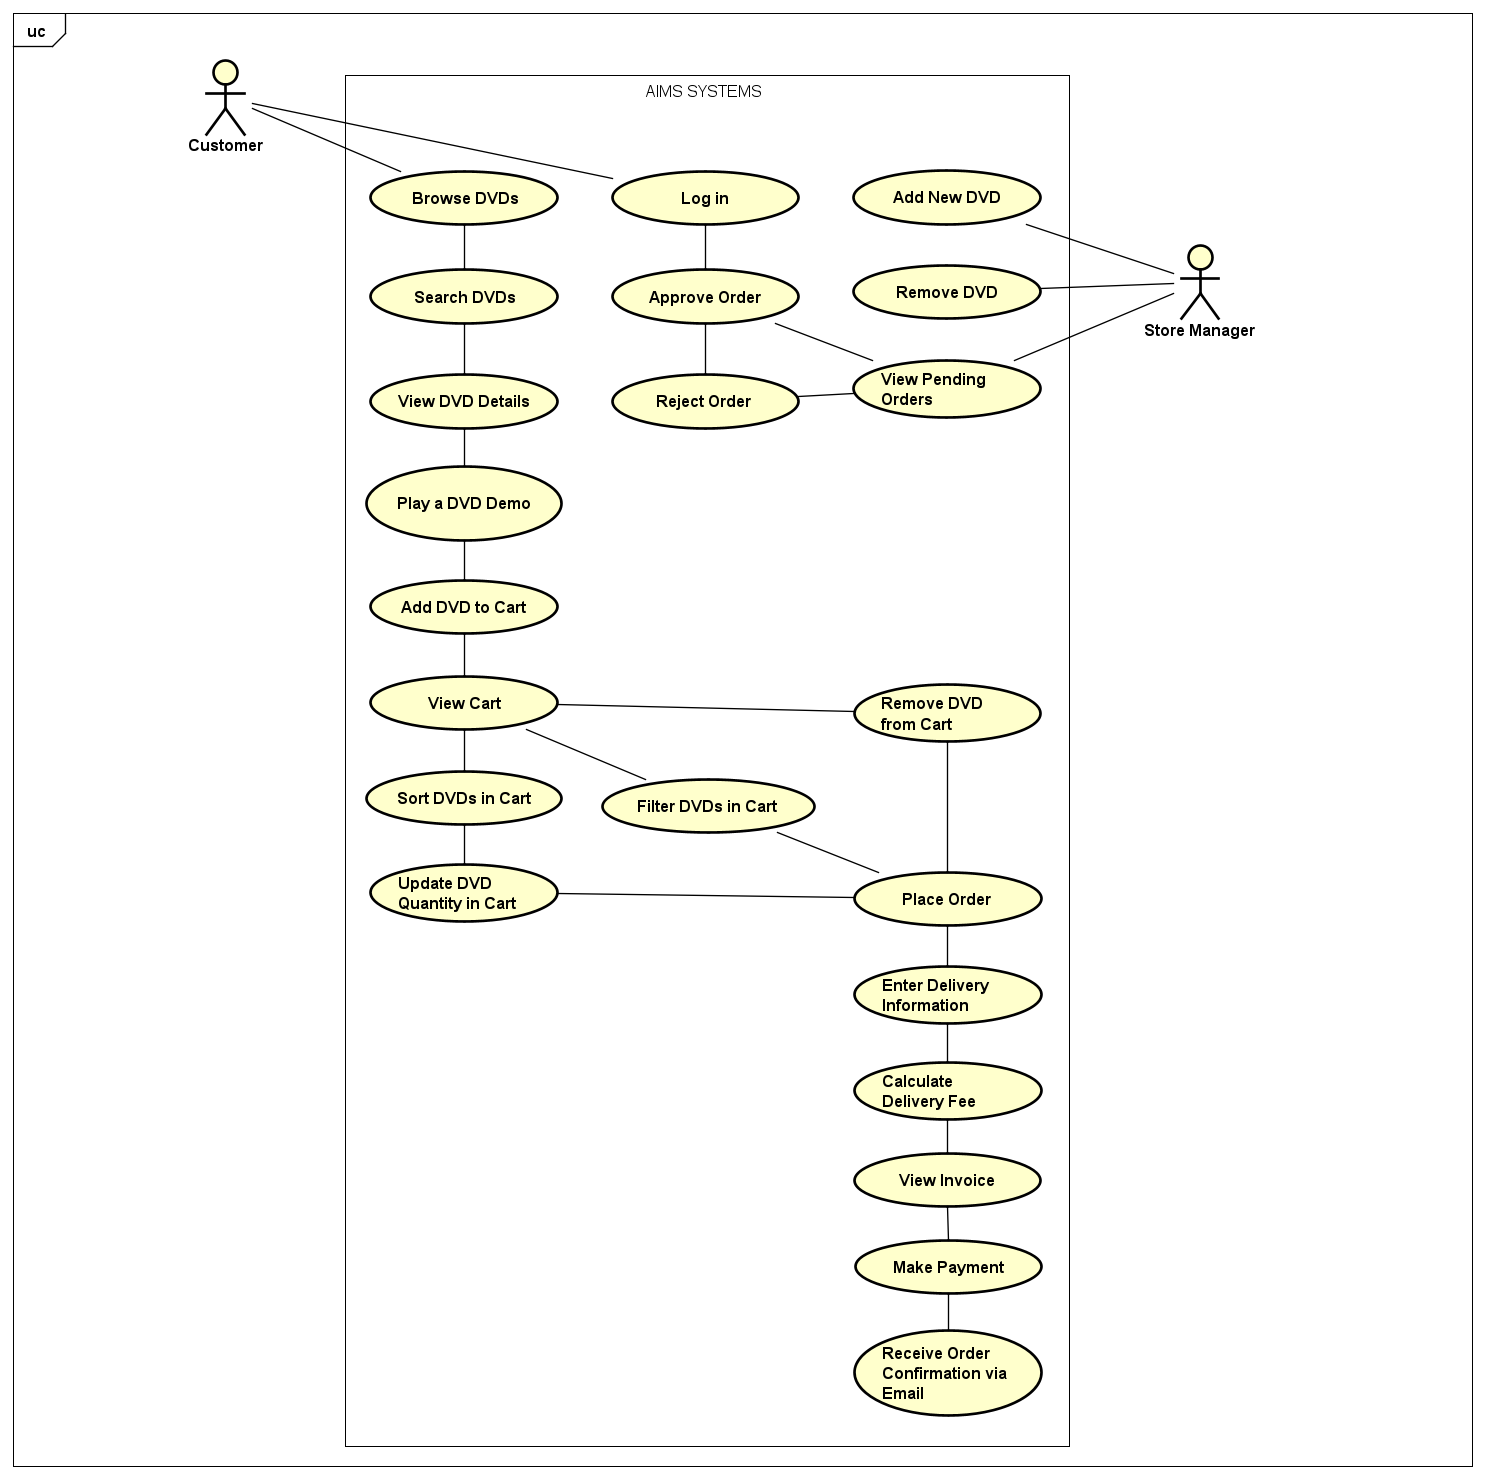 uc
AIMS SYSTEMS
Customer
Browse DVDs
Log in
Add New DVD
Search DVDs
Approve Order
Remove DVD
Store Manager
View DVD Details
Reject Order
View Pending
Orders
Play a DVD Demo
Add DVD to Cart
View Cart
Remove DVD
from Cart
Sort DVDs in Cart
Filter DVDs in Cart
Update DVD
Quantity in Cart
Place Order
Enter Delivery
Information
Calculate
Delivery Fee
View Invoice
Make Payment
Receive Order
Confirmation via
Email